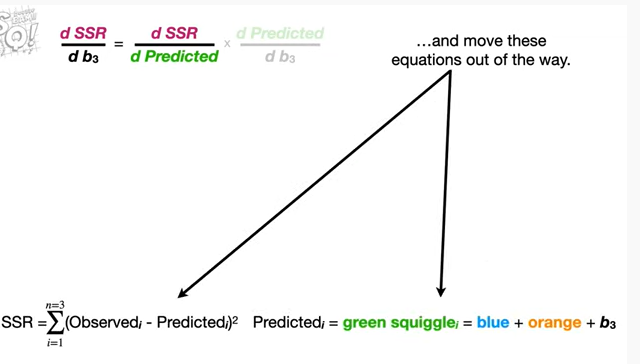 SQ!
d SSR / d b₃ = d SSR / d Predicted × d Predicted / d b₃
...and move these
equations out of the way.
n=3
SSR = ∑ (Observedᵢ - Predictedᵢ)² Predictedᵢ = green squiggleᵢ = blue + orange + b₃
i=1